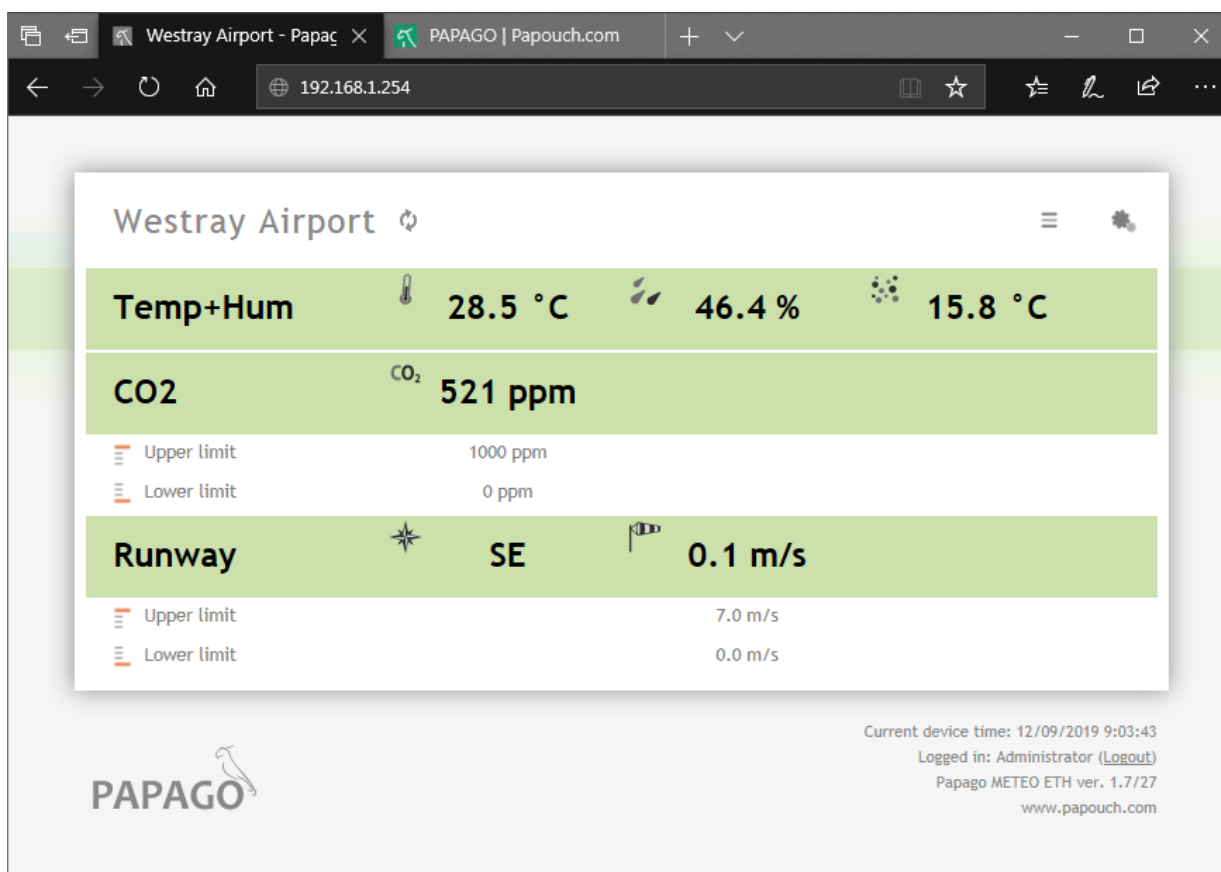 Westray Airport - Papag
PAPAGO | Papouch.com
192.168.1.254
Westray Airport
Temp+Hum 28.5 °C 46.4 % 15.8 °C
CO2 CO₂ 521 ppm
Upper limit 1000 ppm
Lower limit 0 ppm
Runway SE 0.1 m/s
Upper limit 7.0 m/s
Lower limit 0.0 m/s
Current device time: 12/09/2019 9:03:43
Logged in: Administrator (Logout)
Papago METEO ETH ver. 1.7/27
www.papouch.com
PAPAGO